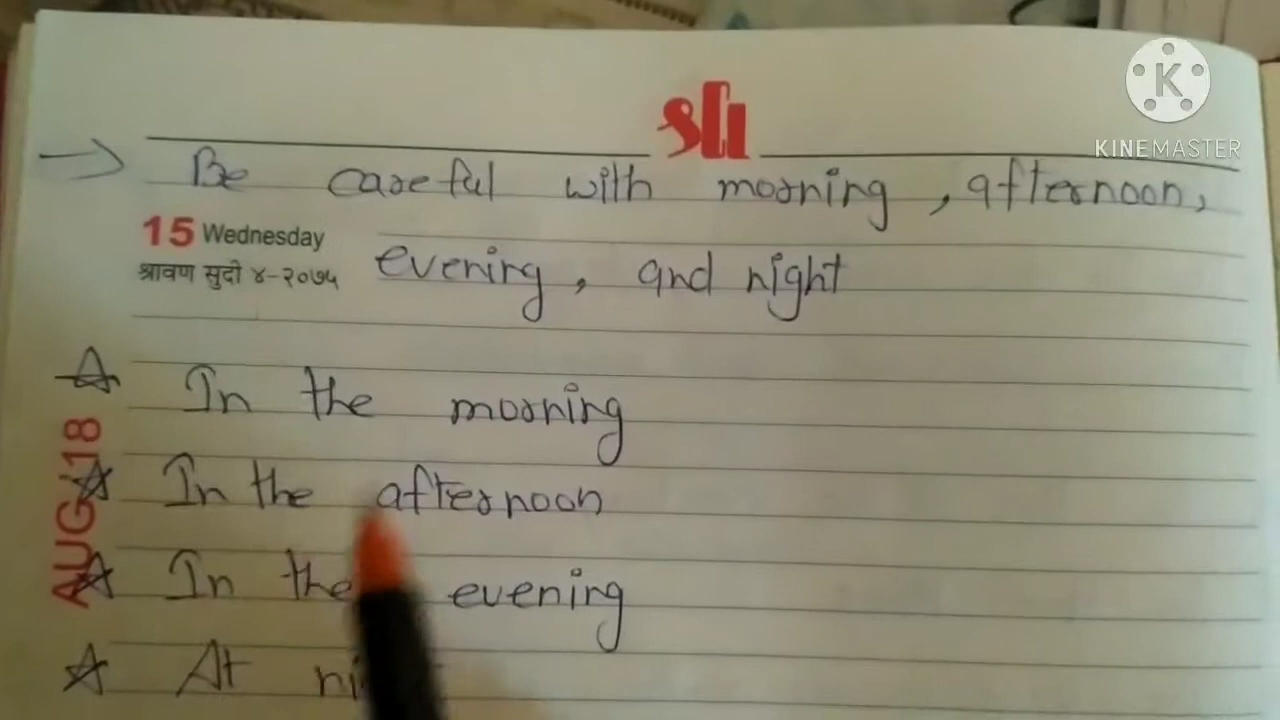 SGI
KINEMASTER
→ Be careful with morning, afternoon,
15 Wednesday
श्रावण सुदी ४-२०७५
evening, and night
☆ In the morning
☆ In the afternoon
☆ In the evening
☆ At
AUG '18